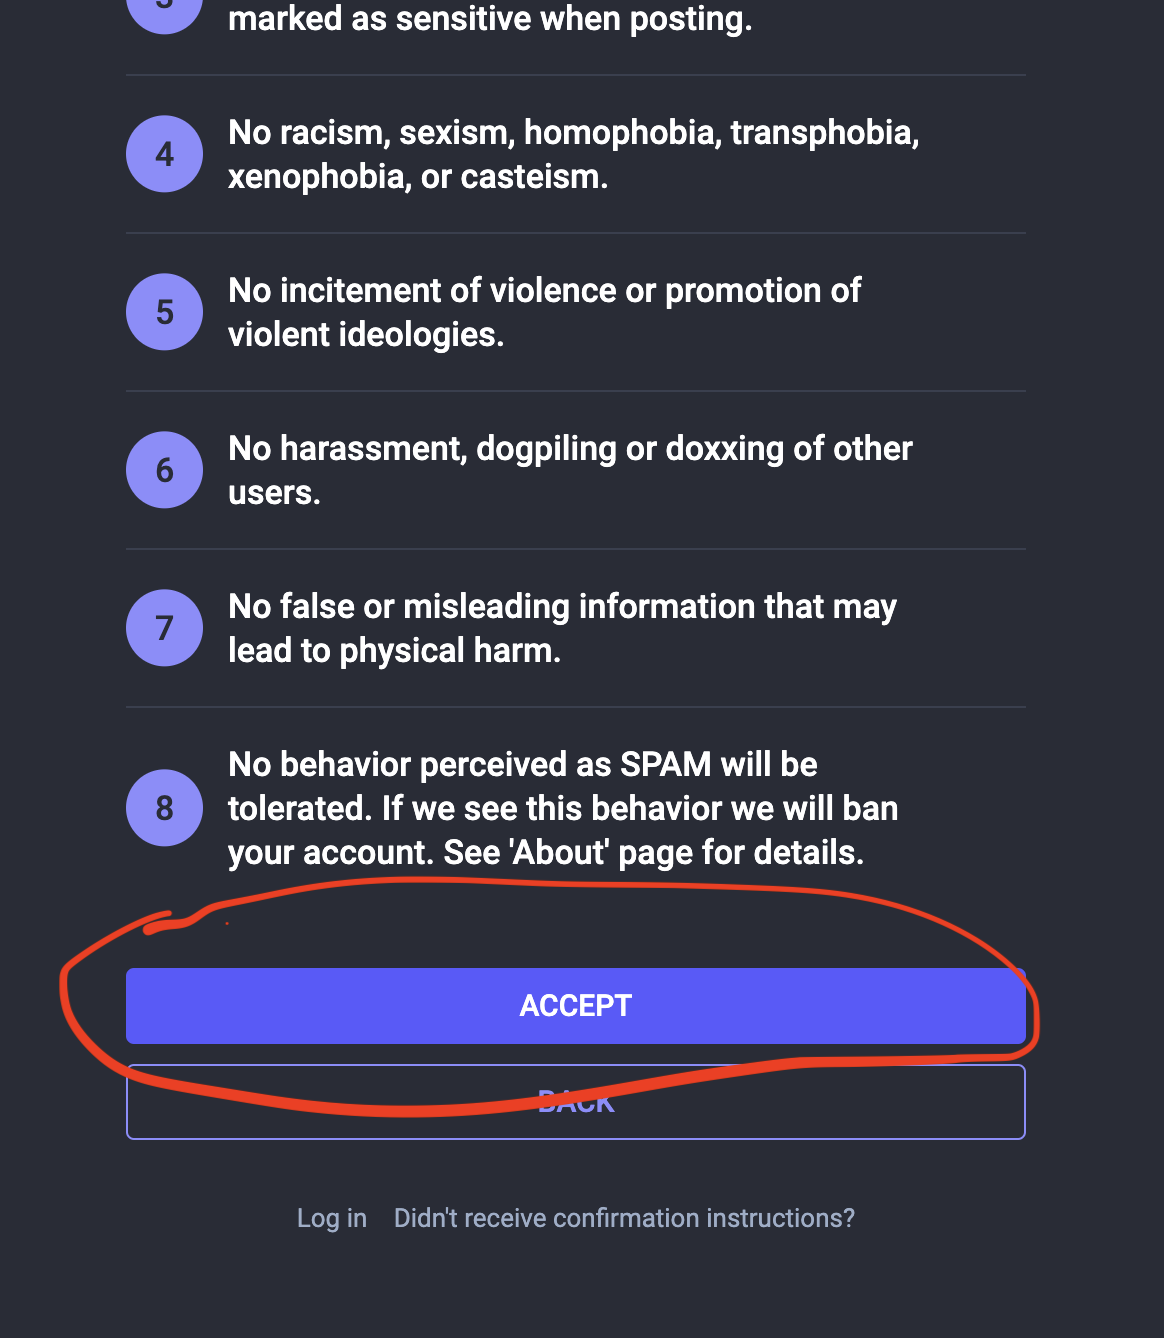 3
marked as sensitive when posting.
4
No racism, sexism, homophobia, transphobia,
xenophobia, or casteism.
5
No incitement of violence or promotion of
violent ideologies.
6
No harassment, dogpiling or doxxing of other
users.
7
No false or misleading information that may
lead to physical harm.
8
No behavior perceived as SPAM will be
tolerated. If we see this behavior we will ban
your account. See 'About' page for details.
ACCEPT
BACK
Log in Didn't receive confirmation instructions?